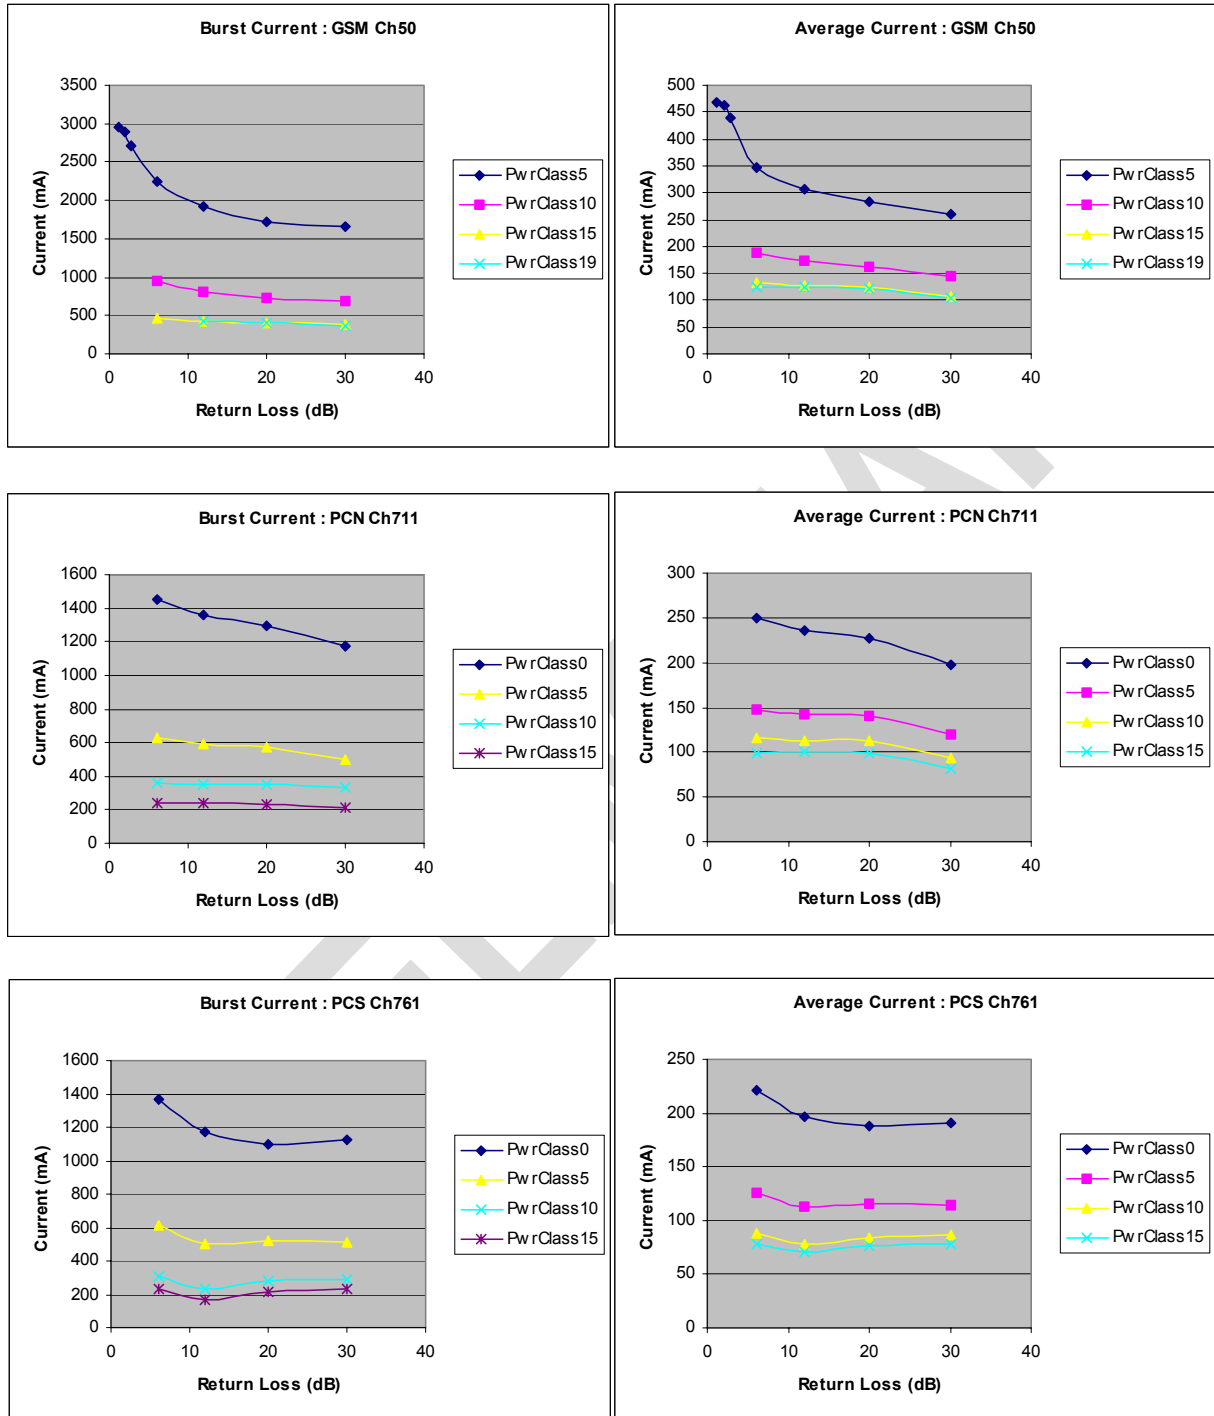 Burst Current : GSM Ch50
3500
3000
2500
2000
1500
1000
500
0
0 10 20 30 40
Current (mA)
Return Loss (dB)
PwrClass5
PwrClass10
PwrClass15
PwrClass19
Average Current : GSM Ch50
500
450
400
350
300
250
200
150
100
50
0
0 10 20 30 40
Current (mA)
Return Loss (dB)
PwrClass5
PwrClass10
PwrClass15
PwrClass19
Burst Current : PCN Ch711
1600
1400
1200
1000
800
600
400
200
0
0 10 20 30 40
Current (mA)
Return Loss (dB)
PwrClass0
PwrClass5
PwrClass10
PwrClass15
Average Current : PCN Ch711
300
250
200
150
100
50
0
0 10 20 30 40
Current (mA)
Return Loss (dB)
PwrClass0
PwrClass5
PwrClass10
PwrClass15
Burst Current : PCS Ch761
1600
1400
1200
1000
800
600
400
200
0
0 10 20 30 40
Current (mA)
Return Loss (dB)
PwrClass0
PwrClass5
PwrClass10
PwrClass15
Average Current : PCS Ch761
250
200
150
100
50
0
0 10 20 30 40
Current (mA)
Return Loss (dB)
PwrClass0
PwrClass5
PwrClass10
PwrClass15